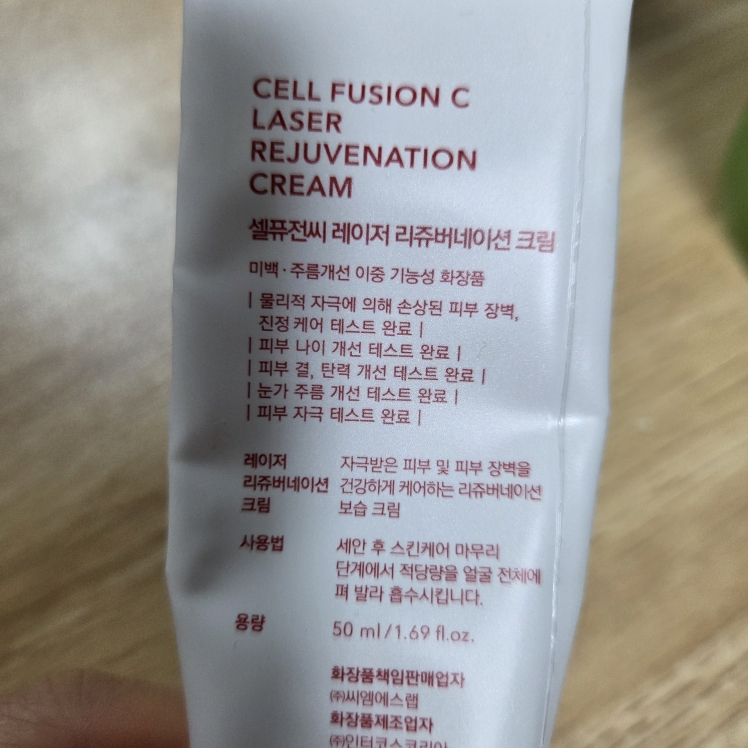 CELL FUSION C
LASER
REJUVENATION
CREAM
셀퓨전씨 레이저 리쥬버네이션 크림
미백·주름개선 이중 기능성 화장품
| 물리적 자극에 의해 손상된 피부 장벽,
진정 케어 테스트 완료 |
| 피부 나이 개선 테스트 완료 |
| 피부 결, 탄력 개선 테스트 완료 |
| 눈가 주름 개선 테스트 완료 |
| 피부 자극 테스트 완료 |
레이저 자극받은 피부 및 피부 장벽을
리쥬버네이션 건강하게 케어하는 리쥬버네이션
크림 보습 크림
사용법 세안 후 스킨케어 마무리
단계에서 적당량을 얼굴 전체에
펴 발라 흡수시킵니다.
용량 50 ml/1.69 fl.oz.
화장품책임판매업자
㈜씨엠에스랩
화장품제조업자
㈜인터코스코리아